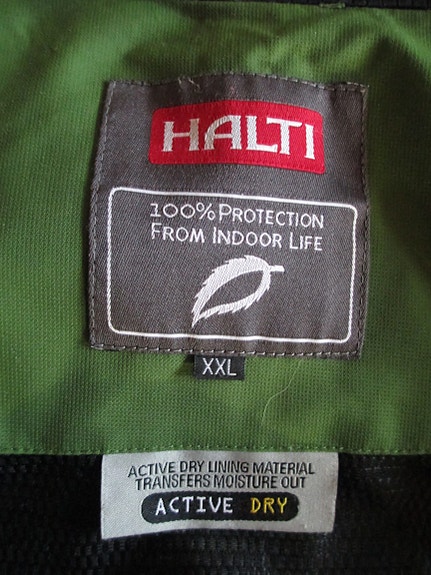 HALTI
100% PROTECTION
FROM INDOOR LIFE
XXL
ACTIVE DRY LINING MATERIAL
TRANSFERS MOISTURE OUT
ACTIVE DRY